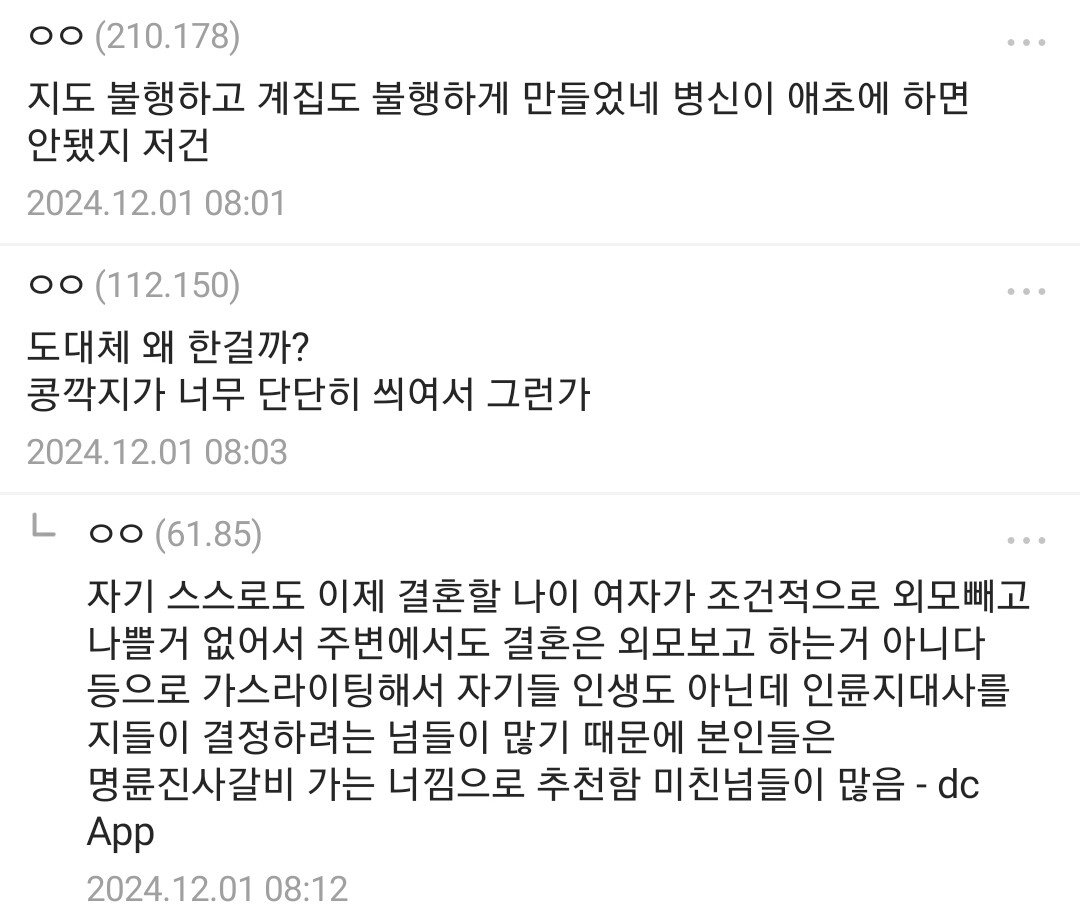 ㅇㅇ (210.178)
지도 불행하고 계집도 불행하게 만들었네 병신이 애초에 하면
안됐지 저건
2024.12.01 08:01
ㅇㅇ (112.150)
도대체 왜 한걸까?
콩깍지가 너무 단단히 씌여서 그런가
2024.12.01 08:03
ㅇㅇ (61.85)
자기 스스로도 이제 결혼할 나이 여자가 조건적으로 외모빼고
나쁠거 없어서 주변에서도 결혼은 외모보고 하는거 아니다
등으로 가스라이팅해서 자기들 인생도 아닌데 인륜지대사를
지들이 결정하려는 넘들이 많기 때문에 본인들은
명륜진사갈비 가는 너낌으로 추천함 미친넘들이 많음 - dc
App
2024.12.01 08:12